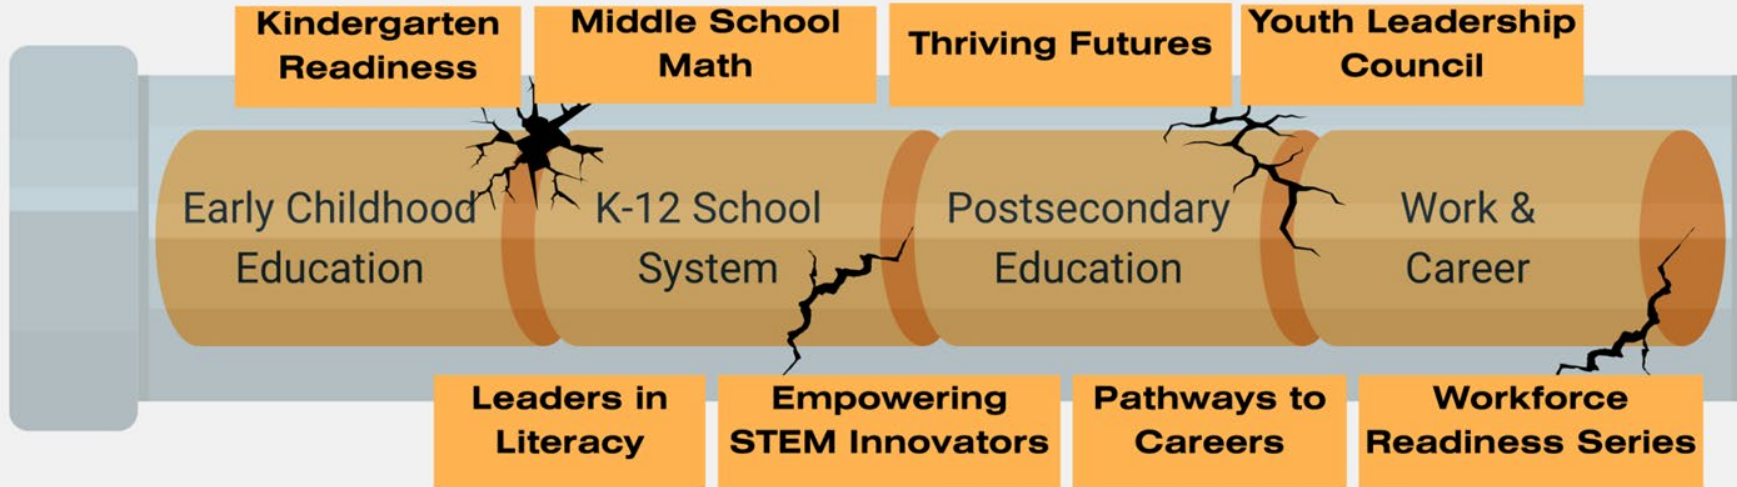 Kindergarten
Readiness
Middle School
Math
Thriving Futures
Youth Leadership
Council
Early Childhood
Education
K-12 School
System
Postsecondary
Education
Work &
Career
Leaders in
Literacy
Empowering
STEM Innovators
Pathways to
Careers
Workforce
Readiness Series